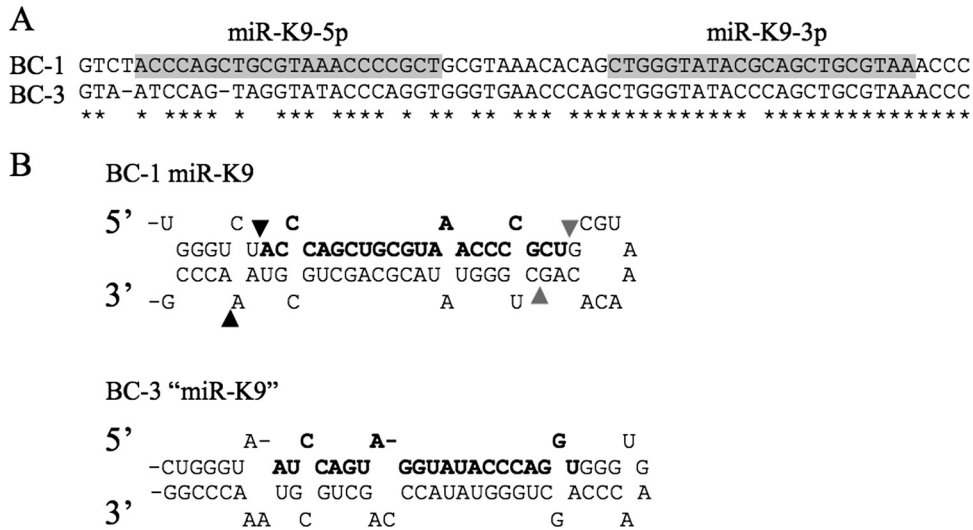 A
miR-K9-5p miR-K9-3p
BC-1 GTCTACCCAGCTGCGTAAACCCCGCTGCGTAAACACAGCTGGGTATACGCAGCTGCGTAAACCC
BC-3 GTA-ATCCAG-TAGGTATACCCAGGTGGGTGAACCCAGCTGGGTATACCCAGCTGCGTAAACCC
** * **** * *** **** * ** ** *** ************* ***************
B
BC-1 miR-K9
5’ -U C C A C CGU
GGGU UACC CAGCUGCGUA ACCC GCUG A
CCCA AUG GUCGACGCAU UGGG CGAC A
3’ -G A C A U ACA
BC-3 “miR-K9”
5’ A- C A- G U
-CUGGGU AU CAGU GGUAUACCCAG UGGG G
-GGCCCA UG GUCG CCAUAUGGGUC ACCC A
3’ AA C AC G A